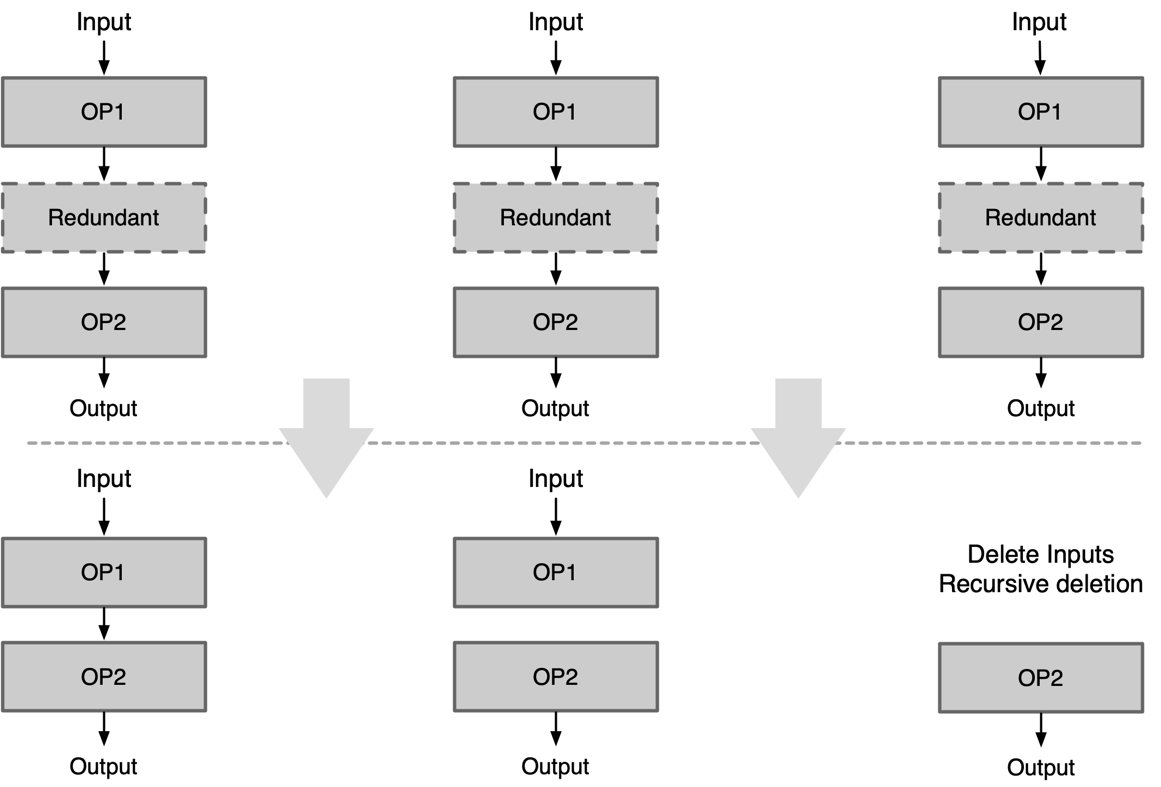 Input
Input
Input
OP1
OP1
OP1
Redundant
Redundant
Redundant
OP2
OP2
OP2
Output
Output
Output
Input
Input
OP1
OP1
Delete Inputs
Recursive deletion
OP2
OP2
OP2
Output
Output
Output